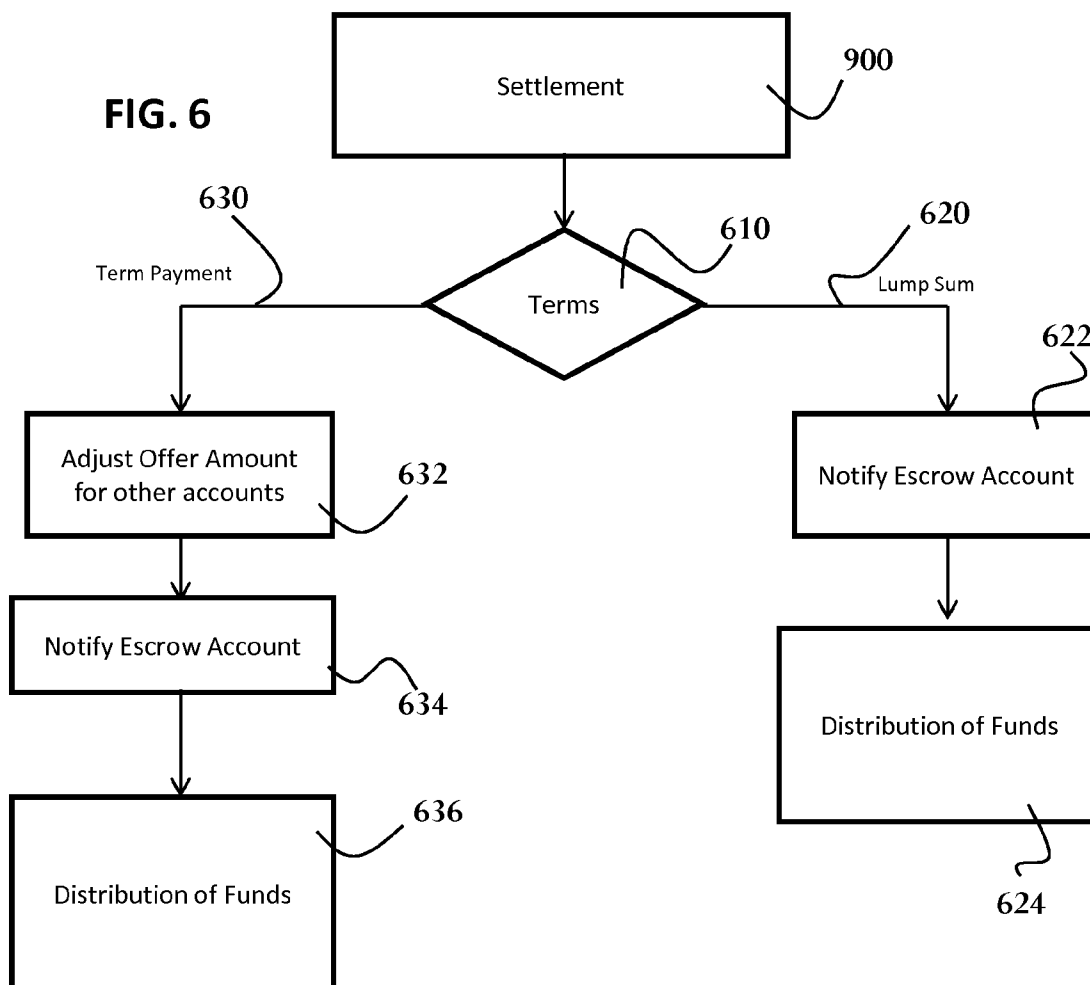 FIG. 6
Settlement
900
630
610
620
Term Payment
Terms
Lump Sum
622
Adjust Offer Amount
for other accounts
632
Notify Escrow Account
Notify Escrow Account
634
Distribution of Funds
636
Distribution of Funds
624